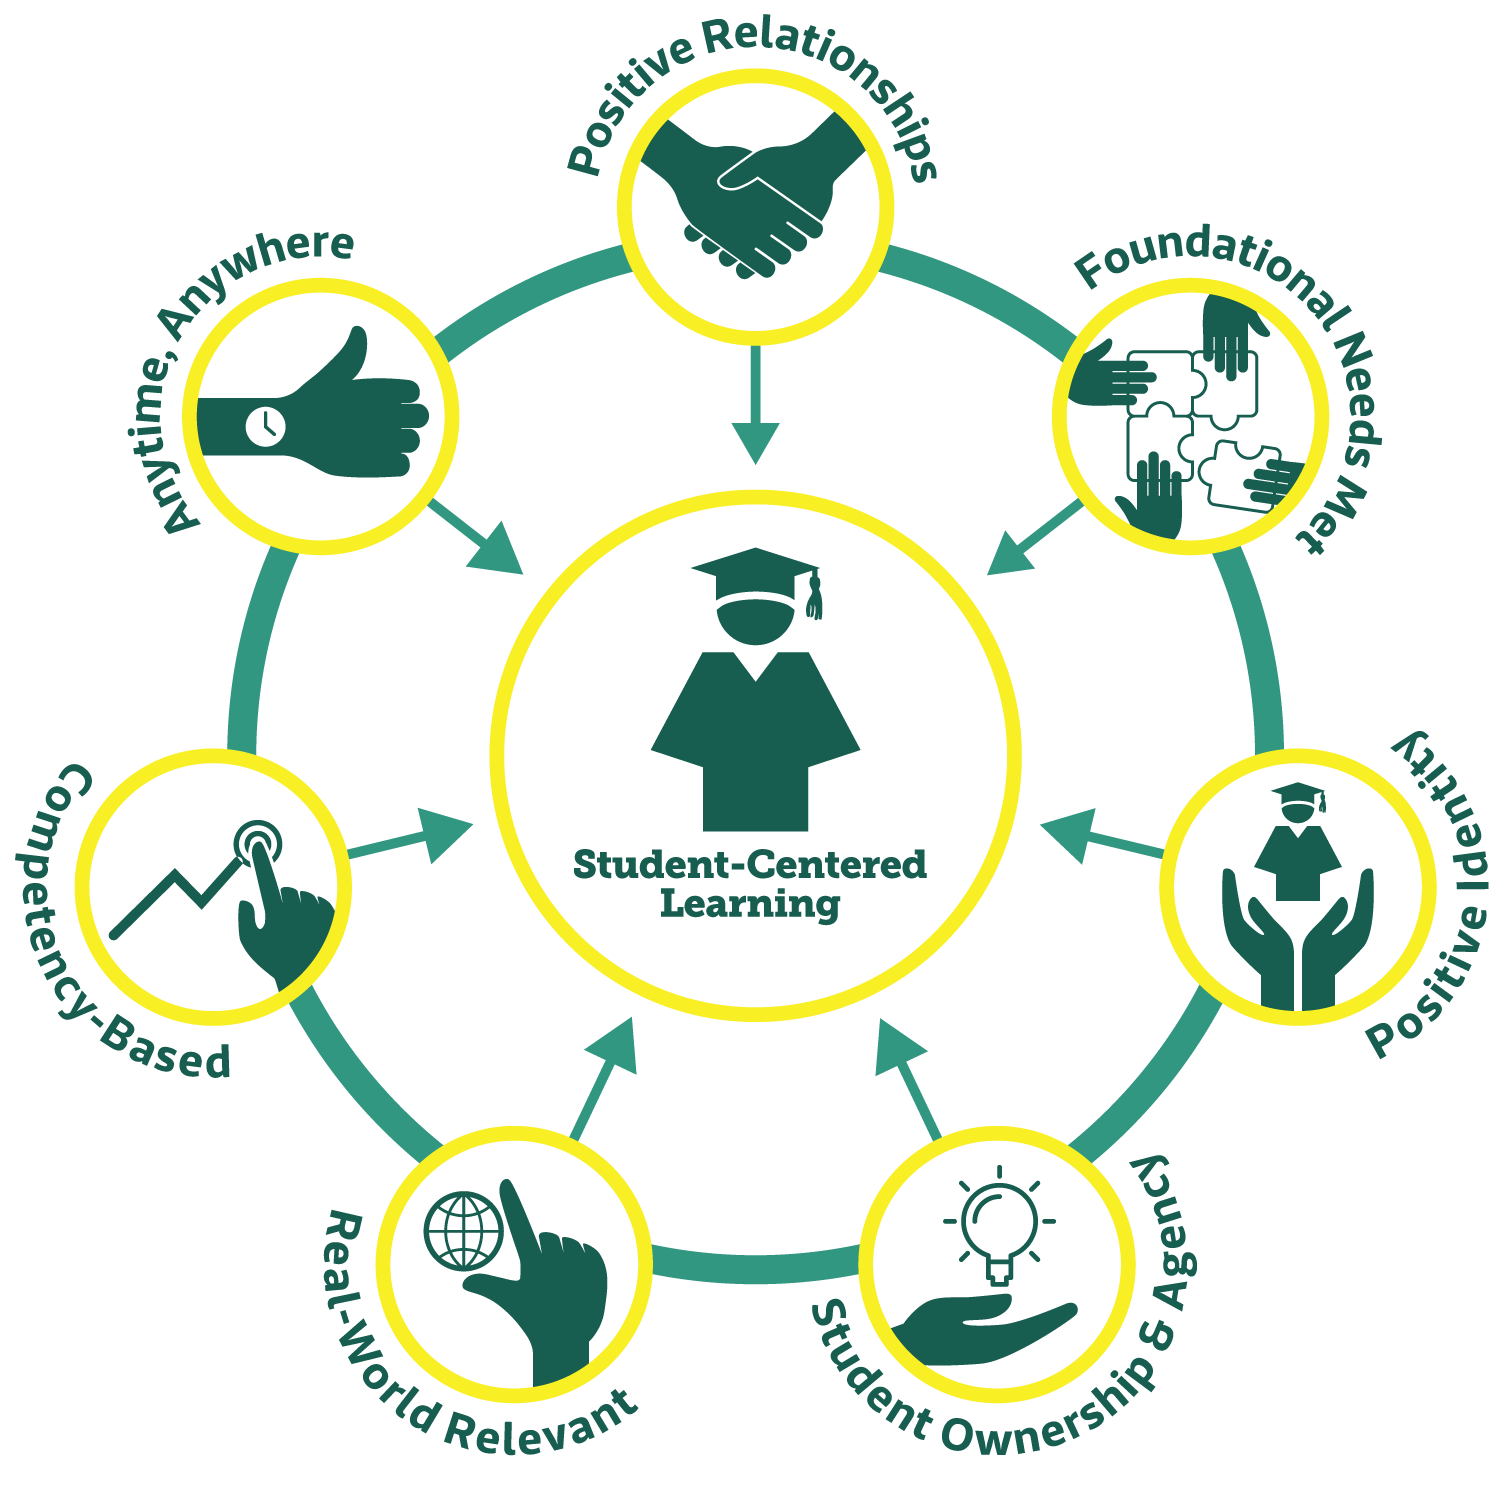 Positive Relationships
Foundational Needs Met
Positive Identity
Student Ownership & Agency
Real-World Relevant
Competency-Based
Anytime, Anywhere
Student-Centered
Learning